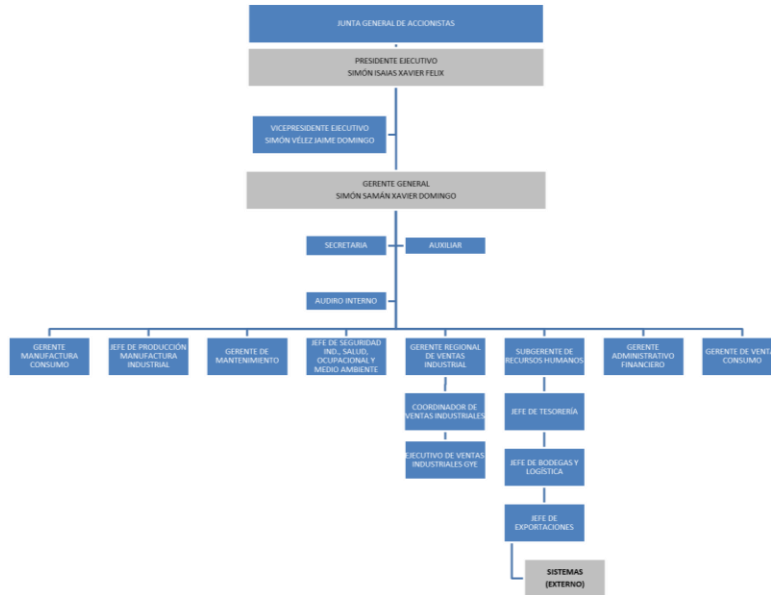 JUNTA GENERAL DE ACCIONISTAS
PRESIDENTE EJECUTIVO
SIMÓN ISAIAS XAVIER FELIX
VICEPRESIDENTE EJECUTIVO
SIMÓN VÉLEZ JAIME DOMINGO
GERENTE GENERAL
SIMÓN SAMÁN XAVIER DOMINGO
SECRETARIA
AUXILIAR
AUDIRO INTERNO
GERENTE
MANUFACTURA
CONSUMO
JEFE DE PRODUCCIÓN
MANUFACTURA
INDUSTRIAL
GERENTE DE
MANTENIMIENTO
JEFE DE SEGURIDAD
IND., SALUD,
OCUPACIONAL Y
MEDIO AMBIENTE
GERENTE REGIONAL
DE VENTAS
INDUSTRIAL
SUBGERENTE DE
RECURSOS HUMANOS
GERENTE
ADMINISTRATIVO
FINANCIERO
GERENTE DE VENTA
CONSUMO
COORDINADOR DE
VENTAS INDUSTRIALES
EJECUTIVO DE VENTAS
INDUSTRIALES GYE
JEFE DE TESORERÍA
JEFE DE BODEGAS Y
LOGÍSTICA
JEFE DE
EXPORTACIONES
SISTEMAS
(EXTERNO)